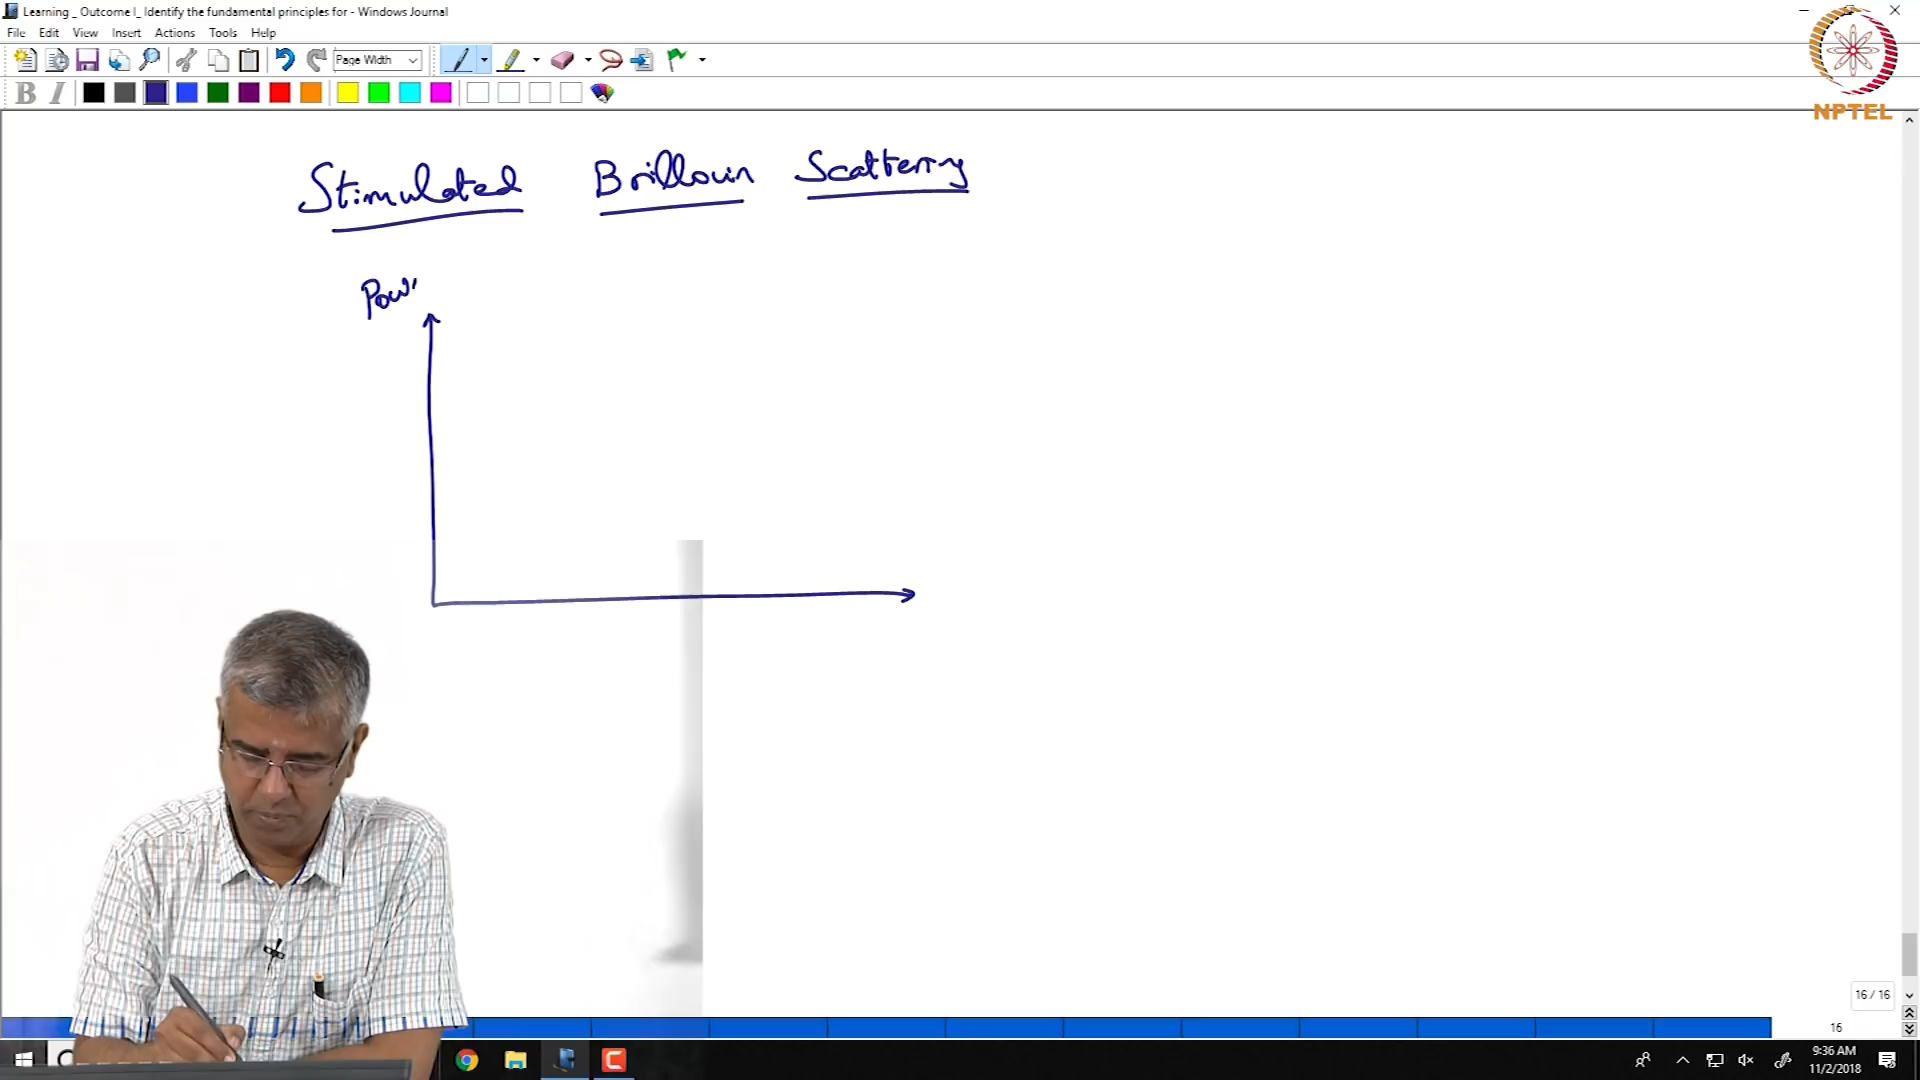 Learning _ Outcome I_ Identify the fundamental principles for - Windows Journal
File Edit View Insert Actions Tools Help
Page Width
B I
NPTEL
Stimulated Brillouin Scattering
Pow
16 / 16
16
9:36 AM
11/2/2018